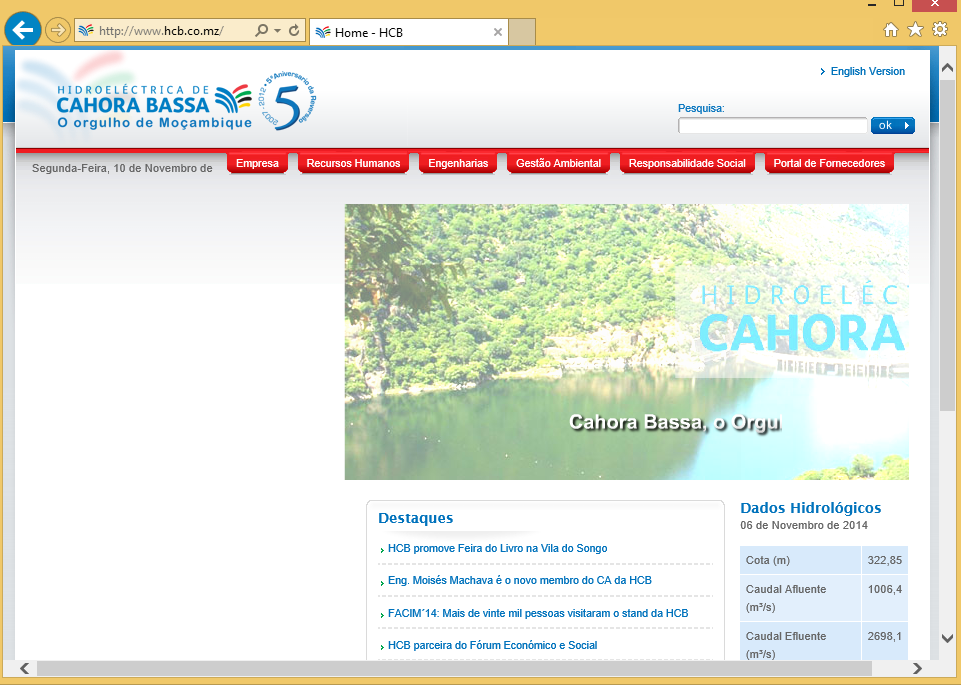 http://www.hcb.co.mz/
Home - HCB
HIDROELÉCTRICA DE
CAHORA BASSA
O orgulho de Moçambique
5º Aniversário da Reversão
2007-2012
5
English Version
Pesquisa:
ok
Segunda-Feira, 10 de Novembro de
Empresa
Recursos Humanos
Engenharias
Gestão Ambiental
Responsabilidade Social
Portal de Fornecedores
HIDROELÉC
CAHORA
Cahora Bassa, o Orgu
Destaques
HCB promove Feira do Livro na Vila do Songo
Eng. Moisés Machava é o novo membro do CA da HCB
FACIM´14: Mais de vinte mil pessoas visitaram o stand da HCB
HCB parceira do Fórum Económico e Social
Dados Hidrológicos
06 de Novembro de 2014
Cota (m) 322,85
Caudal Afluente 1006,4
(m³/s)
Caudal Efluente 2698,1
(m³/s)